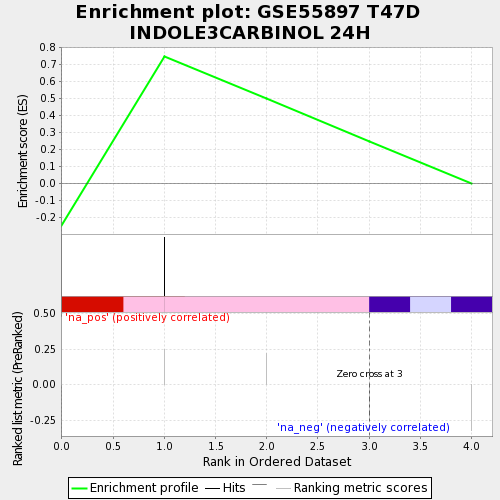 Enrichment plot: GSE55897 T47D
INDOLE3CARBINOL 24H
Enrichment score (ES)
0.8
0.7
0.6
0.5
0.4
0.3
0.2
0.1
0.0
-0.1
-0.2
Ranked list metric (PreRanked)
0.50
0.25
0.00
-0.25
'na_pos' (positively correlated)
Zero cross at 3
'na_neg' (negatively correlated)
0.0 0.5 1.0 1.5 2.0 2.5 3.0 3.5 4.0
Rank in Ordered Dataset
Enrichment profile Hits Ranking metric scores